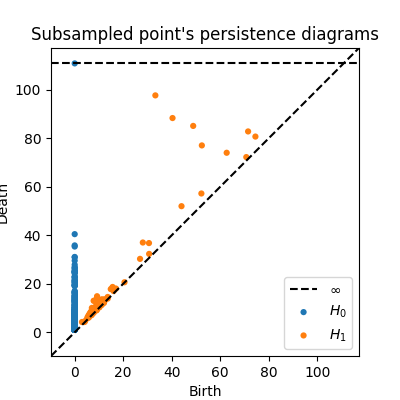 Subsampled point's persistence diagrams
Death
100
80
60
40
20
0
∞
H0
H1
0 20 40 60 80 100
Birth